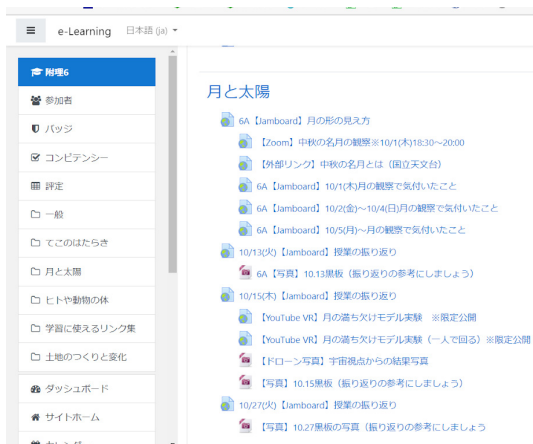 e-Learning 日本語 (ja)
附理6
参加者
バッジ
コンピテンシー
評定
一般
てこのはたらき
月と太陽
ヒトや動物の体
学習に使えるリンク集
土地のつくりと変化
ダッシュボード
サイトホーム
月と太陽
6A【Jamboard】月の形の見え方
【Zoom】中秋の名月の観察※10/1(木)18:30～20:00
【外部リンク】中秋の名月とは（国立天文台）
6A【Jamboard】10/1(木)月の観察で気付いたこと
6A【Jamboard】10/2(金)～10/4(日)月の観察で気付いたこと
6A【Jamboard】10/5(月)～月の観察で気付いたこと
10/13(火)【Jamboard】授業の振り返り
6A【写真】10.13黒板（振り返りの参考にしましょう）
10/15(木)【Jamboard】授業の振り返り
【YouTube VR】月の満ち欠けモデル実験　※限定公開
【YouTube VR】月の満ち欠けモデル実験（一人で回る）※限定公開
【ドローン写真】宇宙視点からの結果写真
【写真】10.15黒板（振り返りの参考にしましょう）
10/27(火)【Jamboard】授業の振り返り
【写真】10.27黒板の写真（振り返りの参考にしましょう